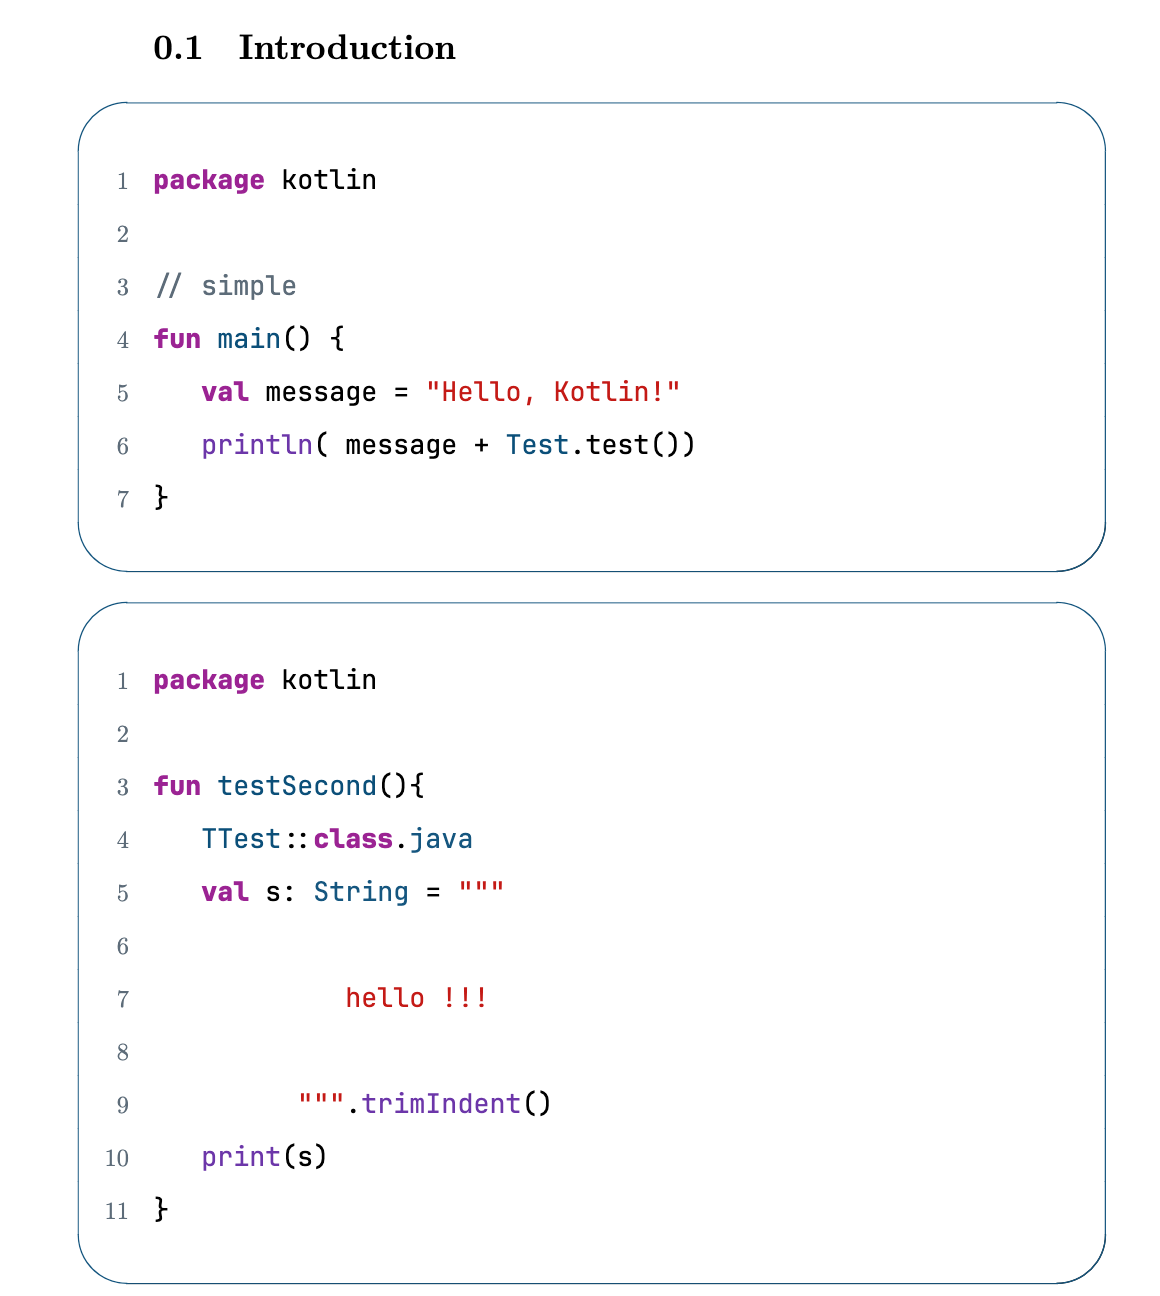 0.1 Introduction
1 package kotlin
2
3 // simple
4 fun main() {
5    val message = "Hello, Kotlin!"
6    println( message + Test.test())
7 }
1 package kotlin
2
3 fun testSecond(){
4    TTest::class.java
5    val s: String = """
6
7             hello !!!
8
9          """.trimIndent()
10    print(s)
11 }